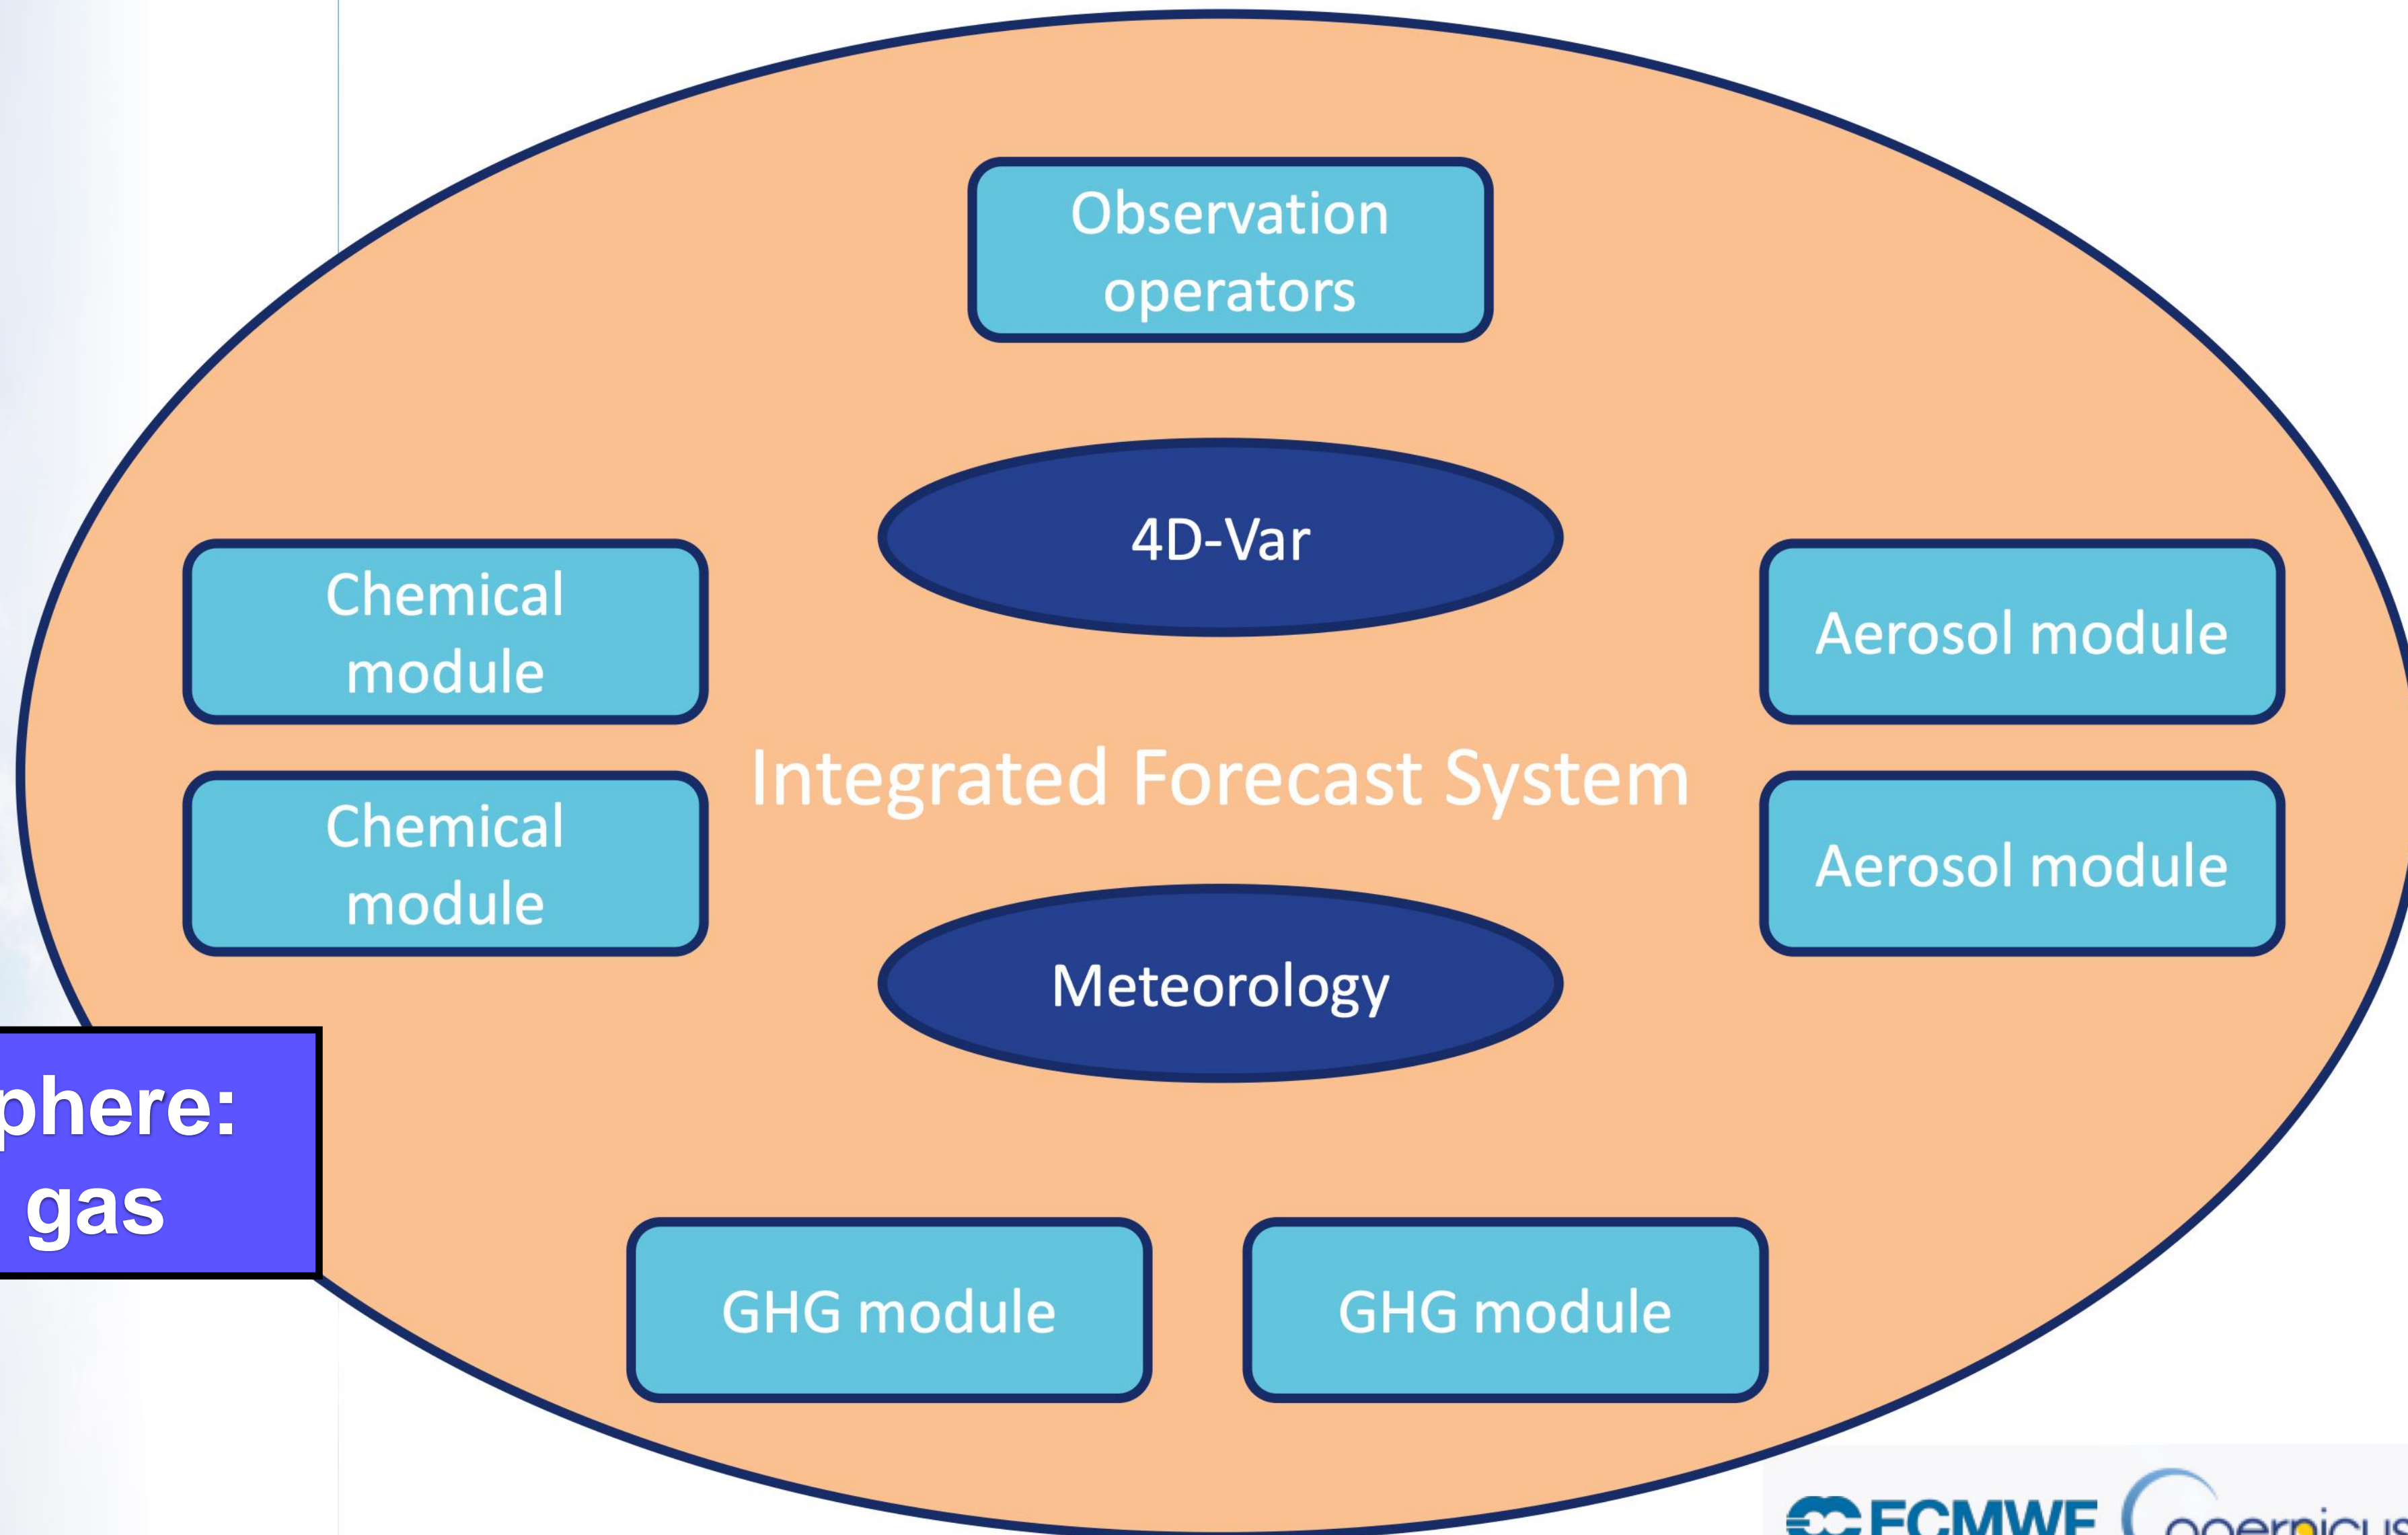 Observation
operators
4D-Var
Chemical
module
Aerosol module
Integrated Forecast System
Chemical
module
Aerosol module
Meteorology
phere:
gas
GHG module
GHG module
ECMWF
opernicus